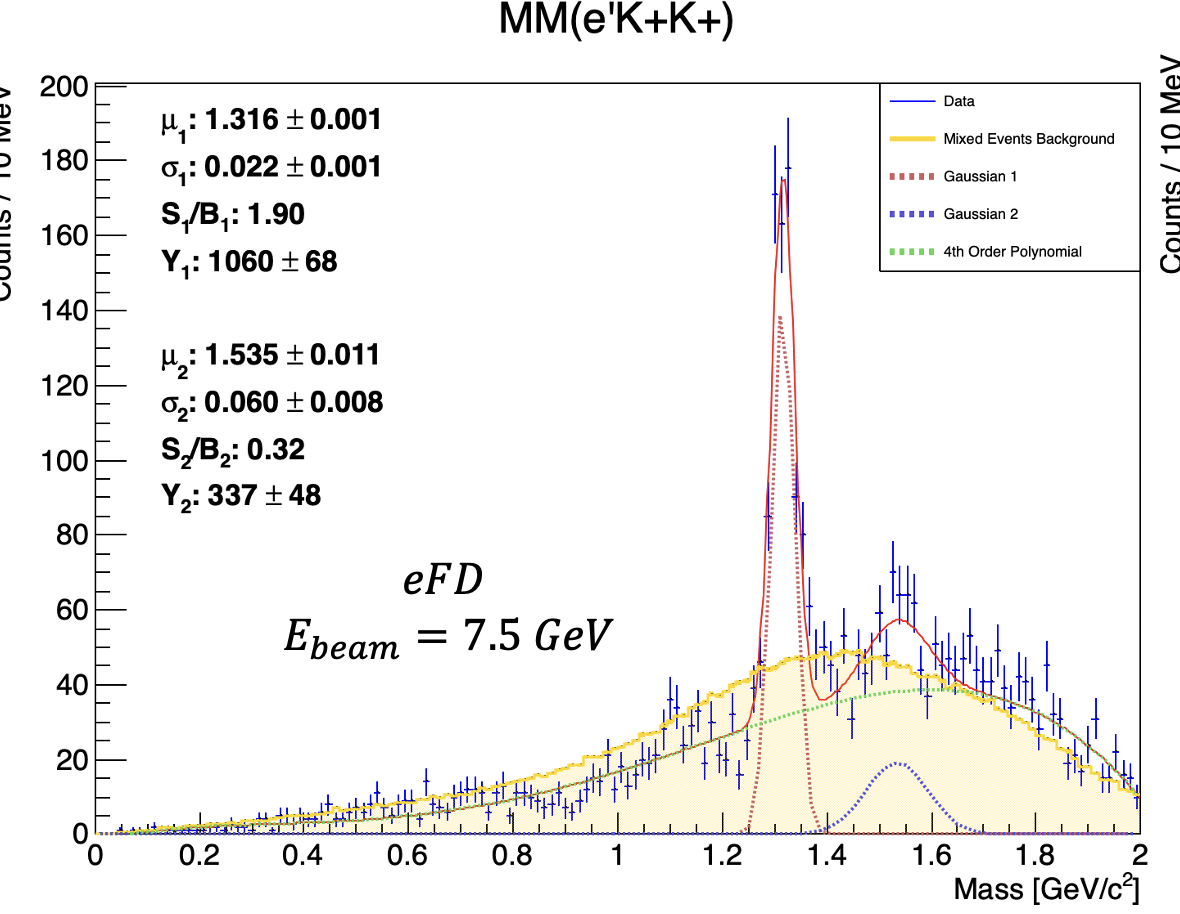 MM(e'K+K+)
Counts / 10 MeV
200
180
160
140
120
100
80
60
40
20
0
μ1: 1.316 ± 0.001
σ1: 0.022 ± 0.001
S1/B1: 1.90
Y1: 1060 ± 68
μ2: 1.535 ± 0.011
σ2: 0.060 ± 0.008
S2/B2: 0.32
Y2: 337 ± 48
eFD
Ebeam = 7.5 GeV
Data
Mixed Events Background
Gaussian 1
Gaussian 2
4th Order Polynomial
Counts / 10 MeV
0 0.2 0.4 0.6 0.8 1 1.2 1.4 1.6 1.8 2
Mass [GeV/c²]